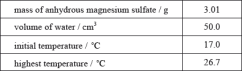 mass of anhydrous magnesium sulfate / g 3.01
volume of water / cm³ 50.0
initial temperature / °C 17.0
highest temperature / °C 26.7